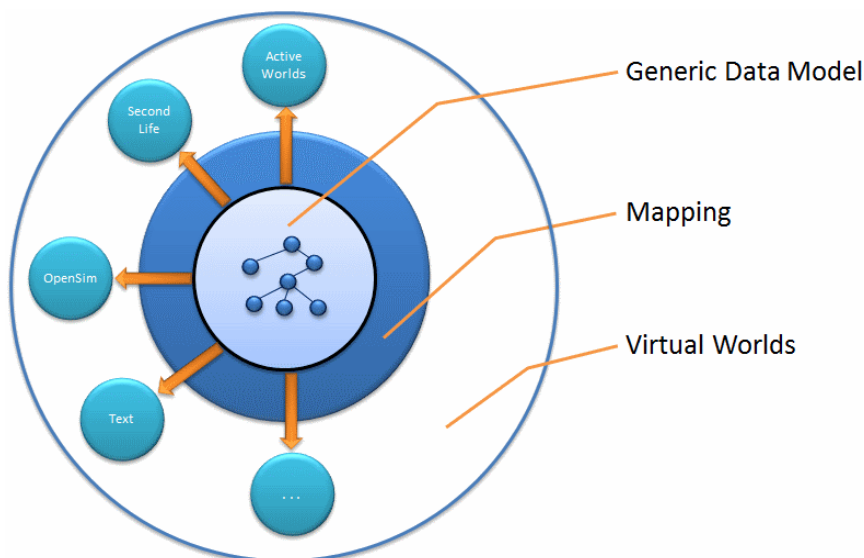 Active
Worlds
Second
Life
OpenSim
Text
...
Generic Data Model
Mapping
Virtual Worlds